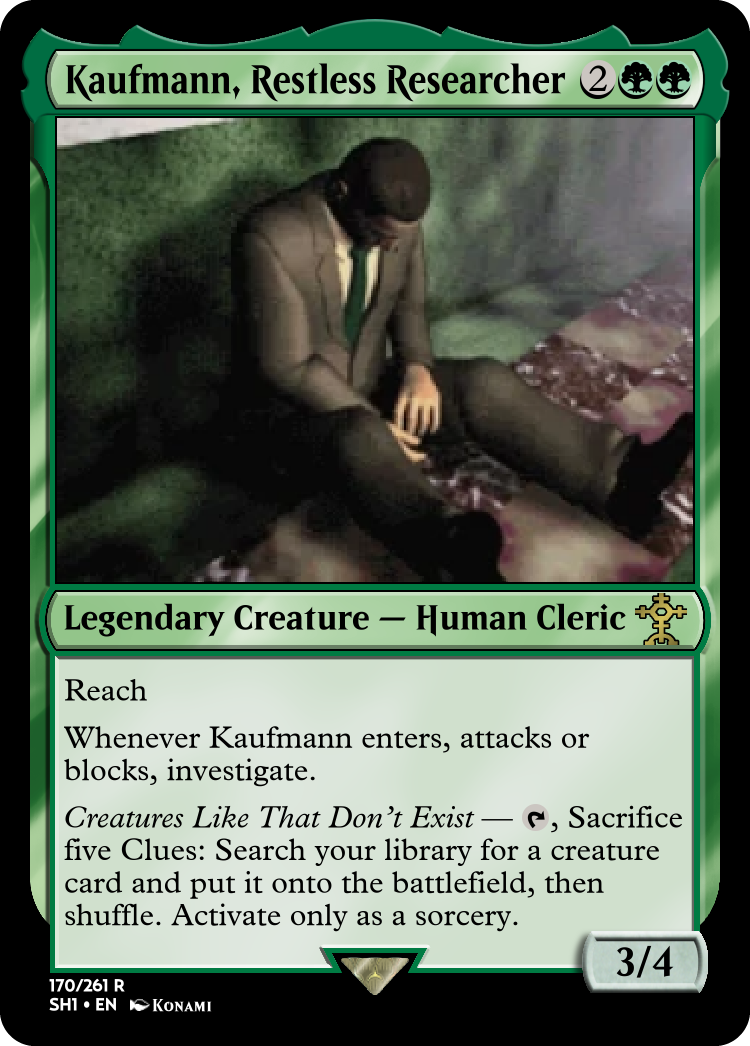 Kaufmann, Restless Researcher 2
Legendary Creature — Human Cleric
Reach
Whenever Kaufmann enters, attacks or
blocks, investigate.
Creatures Like That Don't Exist — , Sacrifice
five Clues: Search your library for a creature
card and put it onto the battlefield, then
shuffle. Activate only as a sorcery.
3/4
170/261 R
SH1 • EN KONAMI